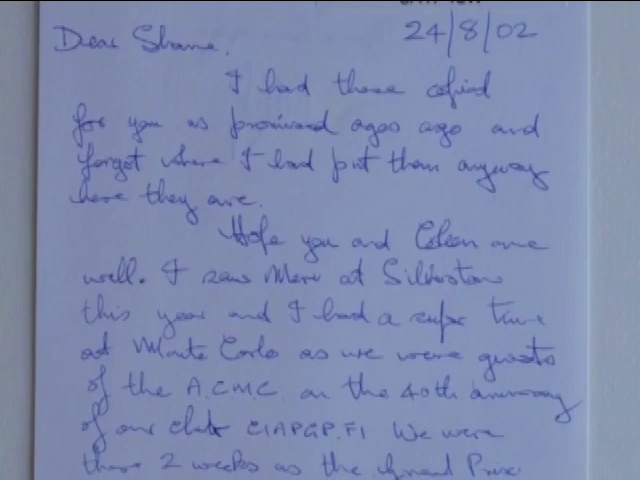 24/8/02
Dear Shane,
I had these copied
for you as promised ages ago and
forgot where I had put them anyway
here they are.
Hope you and are
well. I saw at Silverstone
this year and I had a super time
at Monte Carlo as we were guests
of the A.C.M.C. on the 40th anniversary
of our club CIAPGP.F1 We were
there 2 weeks as the Grand Prix